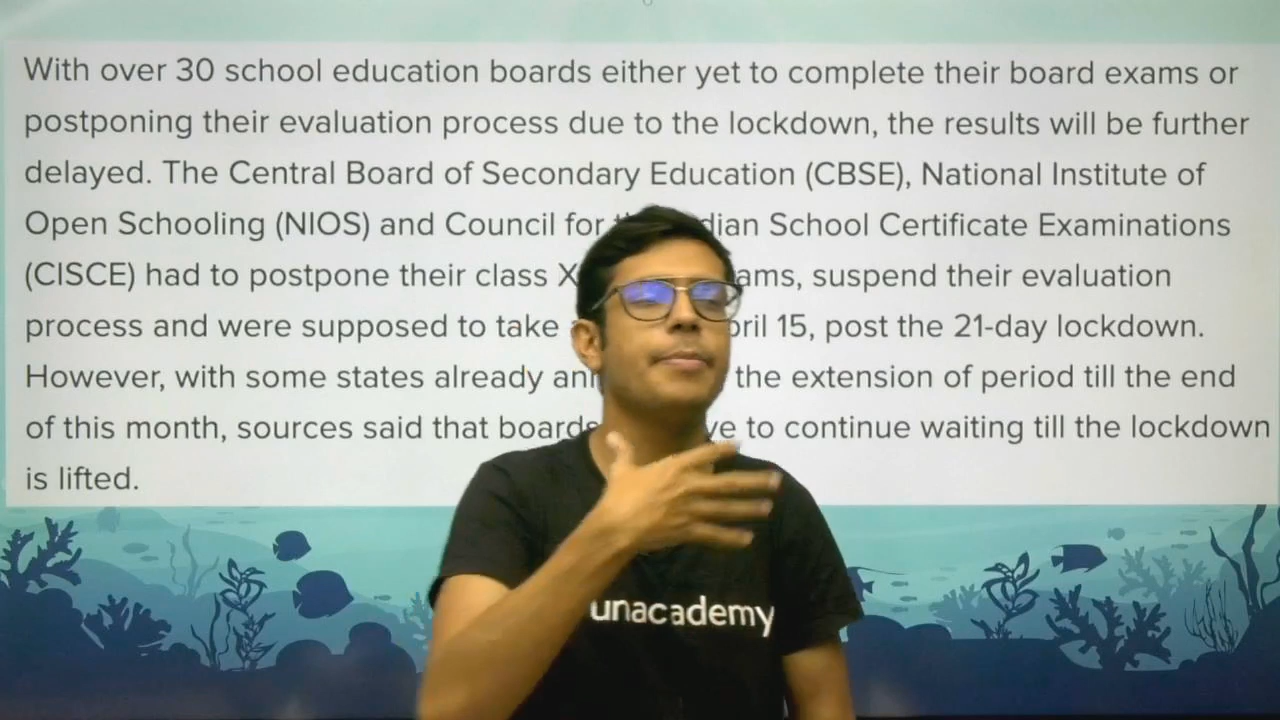 With over 30 school education boards either yet to complete their board exams or
postponing their evaluation process due to the lockdown, the results will be further
delayed. The Central Board of Secondary Education (CBSE), National Institute of
Open Schooling (NIOS) and Council for School Certificate Examinations
(CISCE) had to postpone their class suspend their evaluation
process and were supposed to take 15, post the 21-day lockdown.
However, with some states already the extension of period till the end
of this month, sources said that boards to continue waiting till the lockdown
is lifted.
unacademy